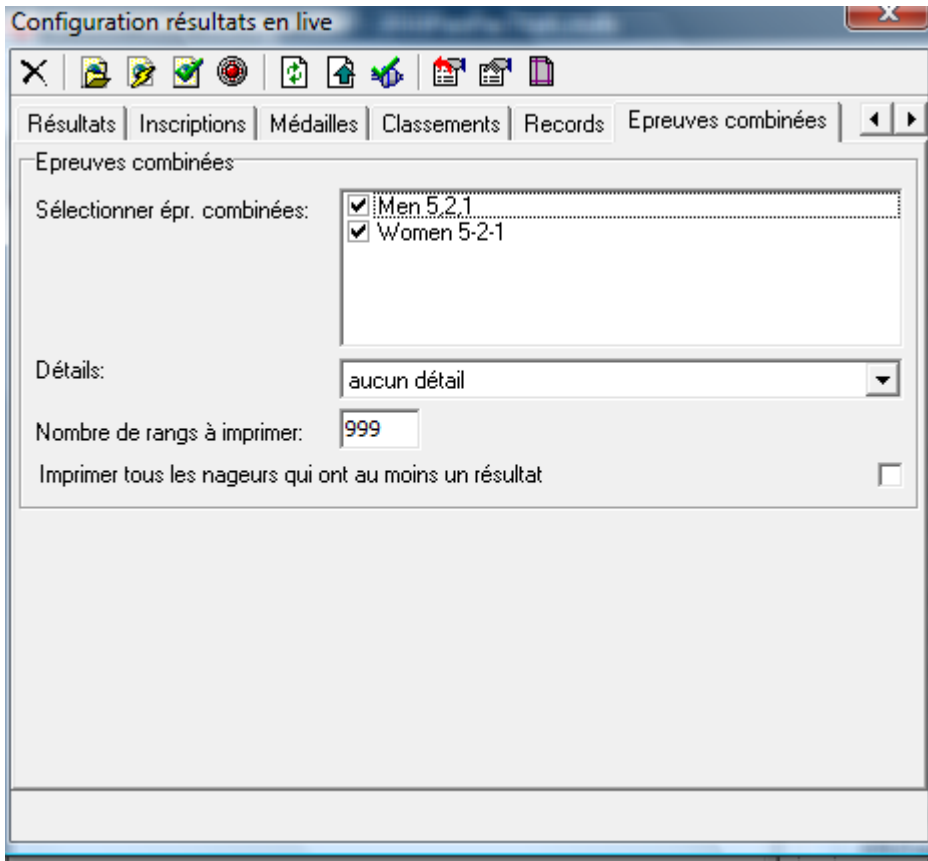 Configuration résultats en live
Résultats Inscriptions Médailles Classements Records Epreuves combinées
Epreuves combinées
Sélectionner épr. combinées:
Men 5,2,1
Women 5-2-1
Détails:
aucun détail
Nombre de rangs à imprimer:
999
Imprimer tous les nageurs qui ont au moins un résultat